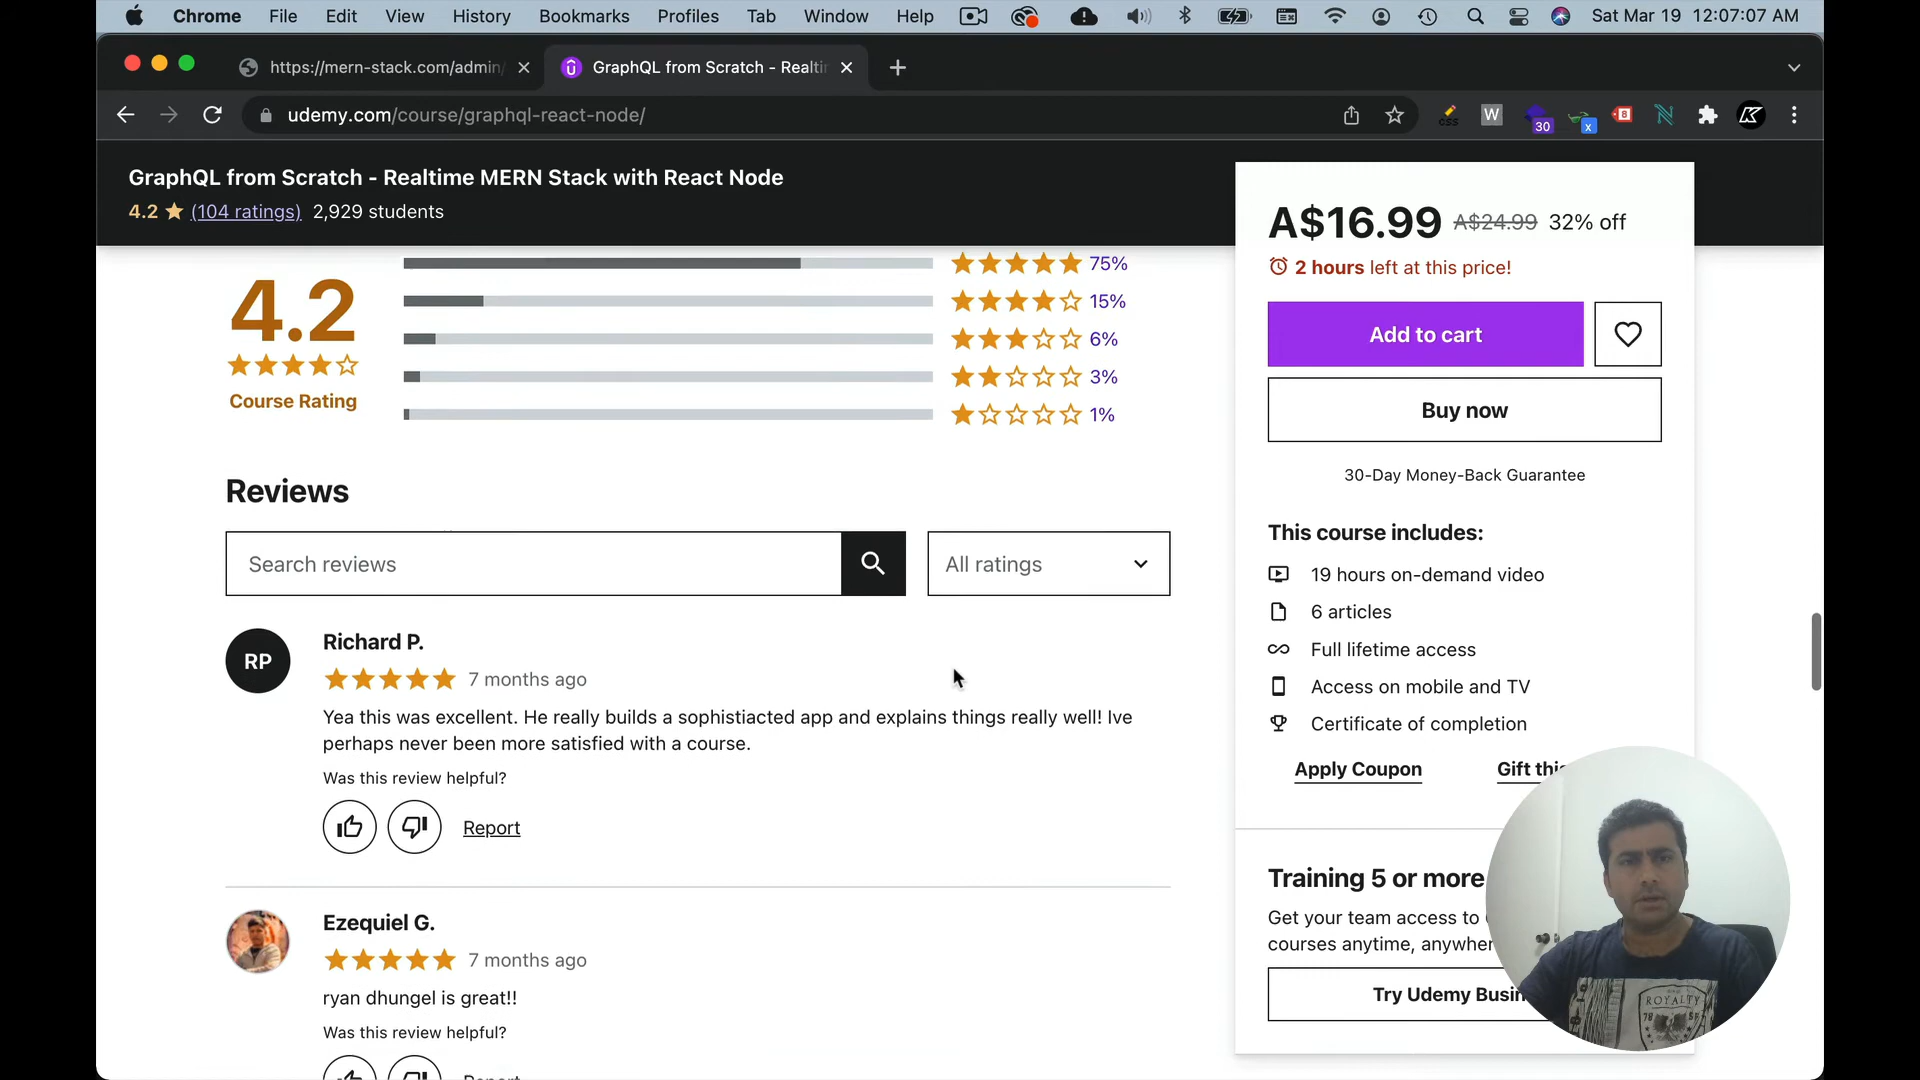 Chrome File Edit View History Bookmarks Profiles Tab Window Help Sat Mar 19 12:07:07 AM
https://mern-stack.com/admin/ GraphQL from Scratch - Realti
udemy.com/course/graphql-react-node/
W 30 x 8
GraphQL from Scratch - Realtime MERN Stack with React Node
4.2 (104 ratings) 2,929 students
A$16.99 A$24.99 32% off
2 hours left at this price!
Add to cart
Buy now
30-Day Money-Back Guarantee
This course includes:
19 hours on-demand video
6 articles
Full lifetime access
Access on mobile and TV
Certificate of completion
Apply Coupon Gift this
Training 5 or more
Get your team access to
courses anytime, anywher
Try Udemy Busin
4.2
Course Rating
75%
15%
6%
3%
1%
Reviews
Search reviews All ratings
RP
Richard P.
7 months ago
Yea this was excellent. He really builds a sophistiacted app and explains things really well! Ive
perhaps never been more satisfied with a course.
Was this review helpful?
Report
Ezequiel G.
7 months ago
ryan dhungel is great!!
Was this review helpful?
Report
ROYALTY